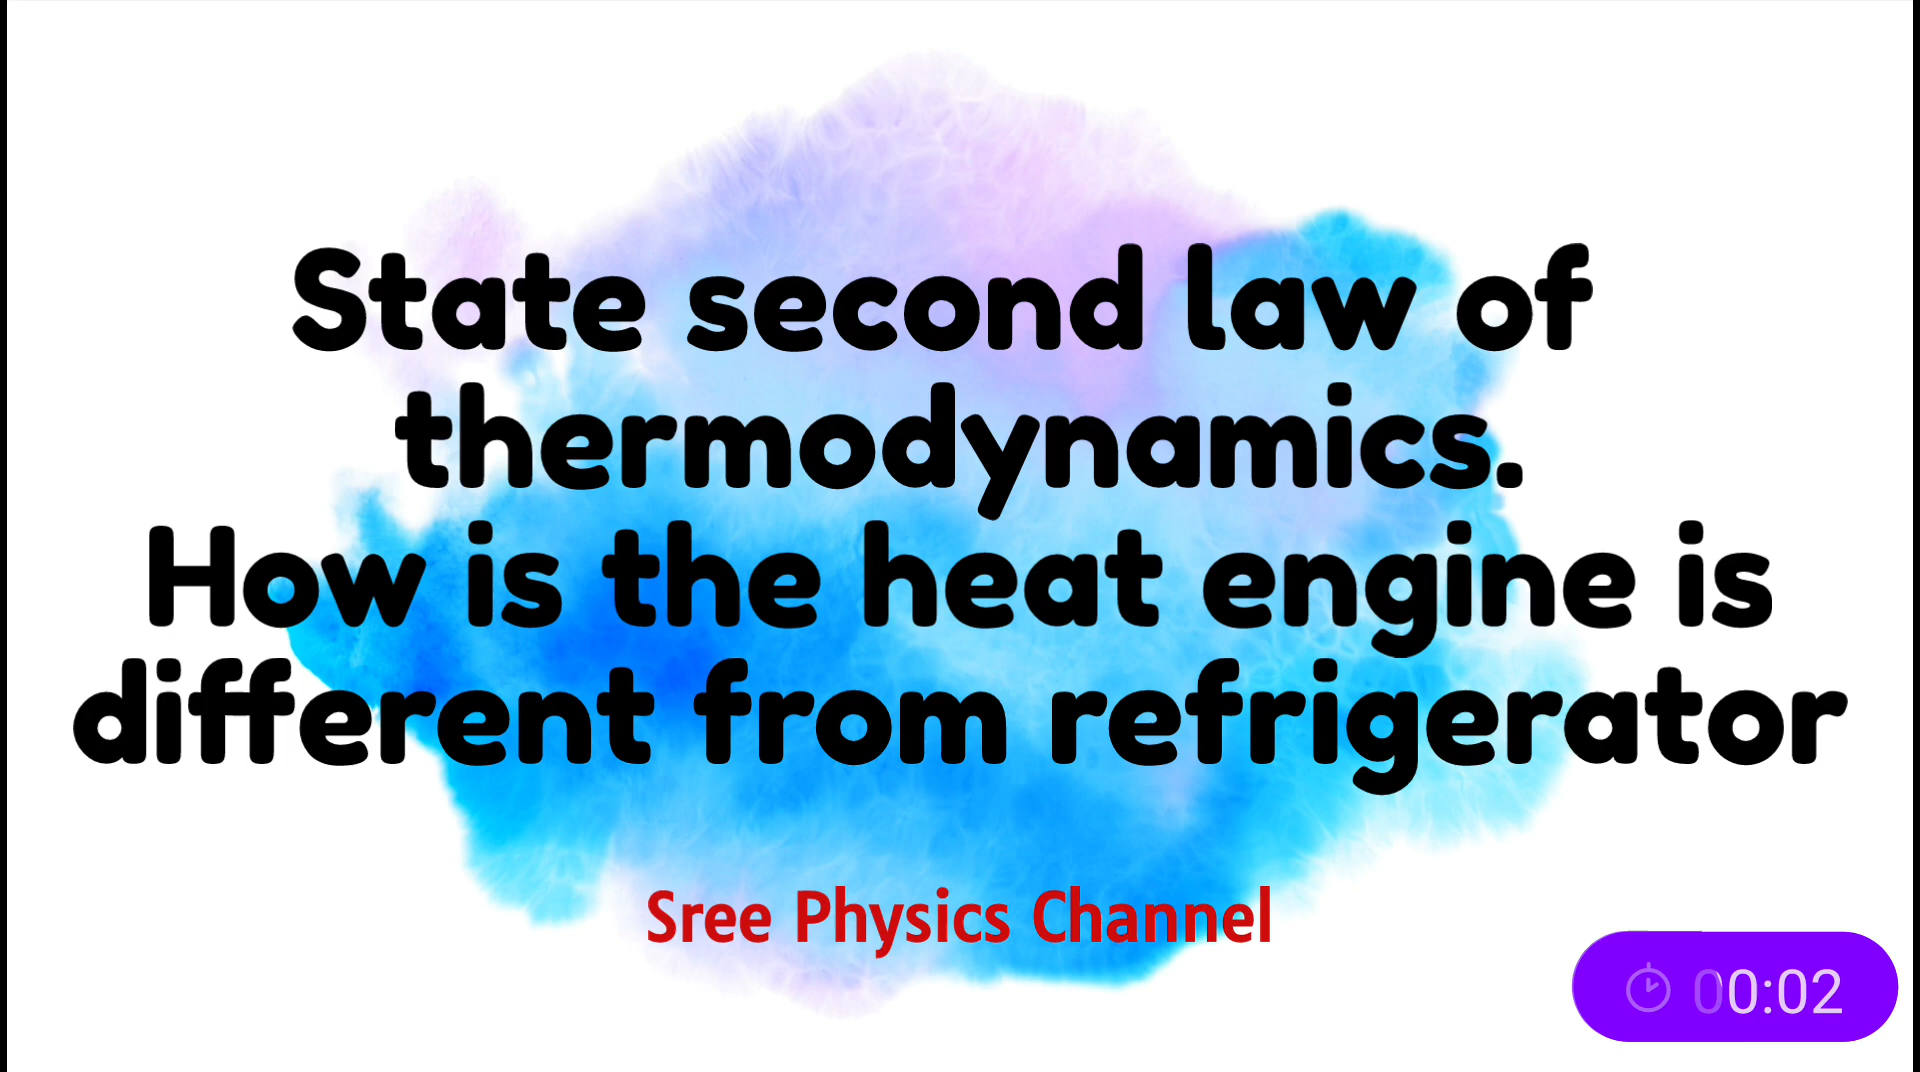 State second law of
thermodynamics.
How is the heat engine is
different from refrigerator
Sree Physics Channel
00:02